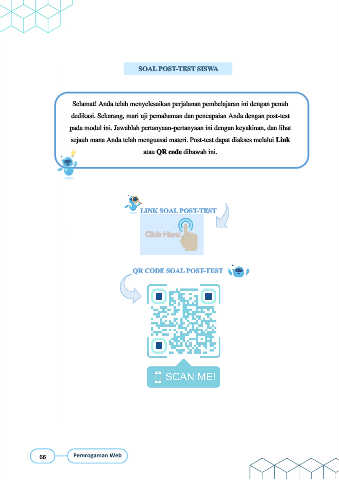 SOAL POST-TEST SISWA
Selamat! Anda telah menyelesaikan perjalanan pembelajaran ini dengan penuh
dedikasi. Sekarang, mari uji pemahaman dan pencapaian Anda dengan post-test
pada modul ini. Jawablah pertanyaan-pertanyaan ini dengan keyakinan, dan lihat
sejauh mana Anda telah menguasai materi. Post-test dapat diakses melalui Link
atau QR code dibawah ini.
LINK SOAL POST-TEST
Click Here
QR CODE SOAL POST-TEST
SCAN ME!
66
Pemrogaman Web